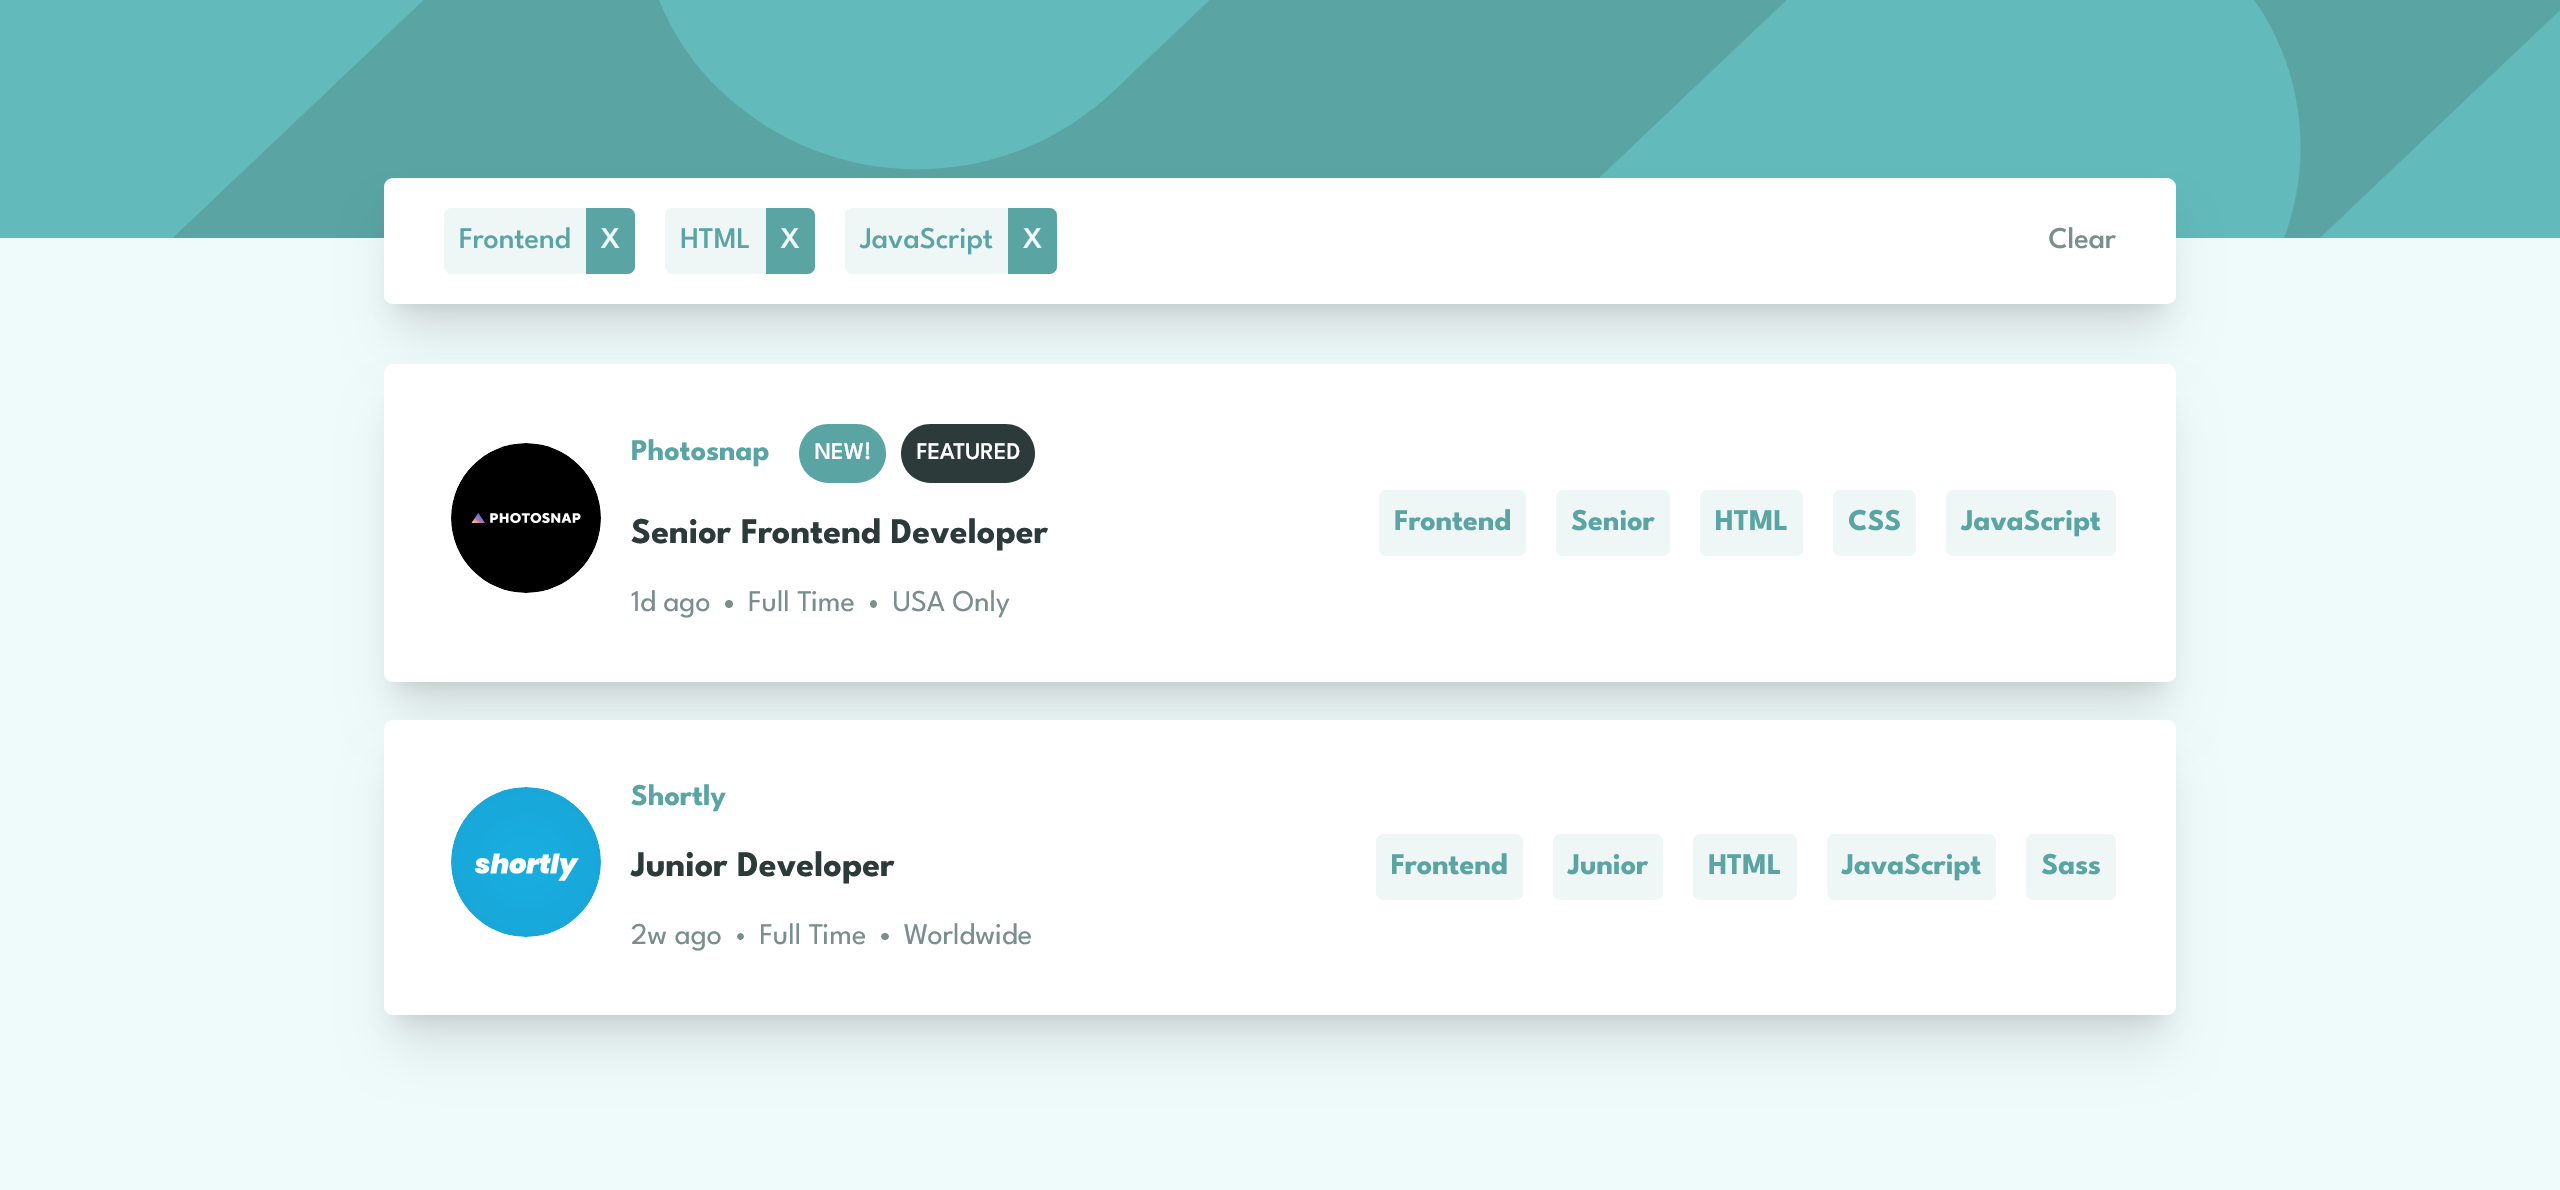 Frontend X HTML X JavaScript X Clear
Photosnap NEW! FEATURED
PHOTOSNAP
Senior Frontend Developer
1d ago • Full Time • USA Only
Frontend Senior HTML CSS JavaScript
Shortly
shortly
Junior Developer
2w ago • Full Time • Worldwide
Frontend Junior HTML JavaScript Sass